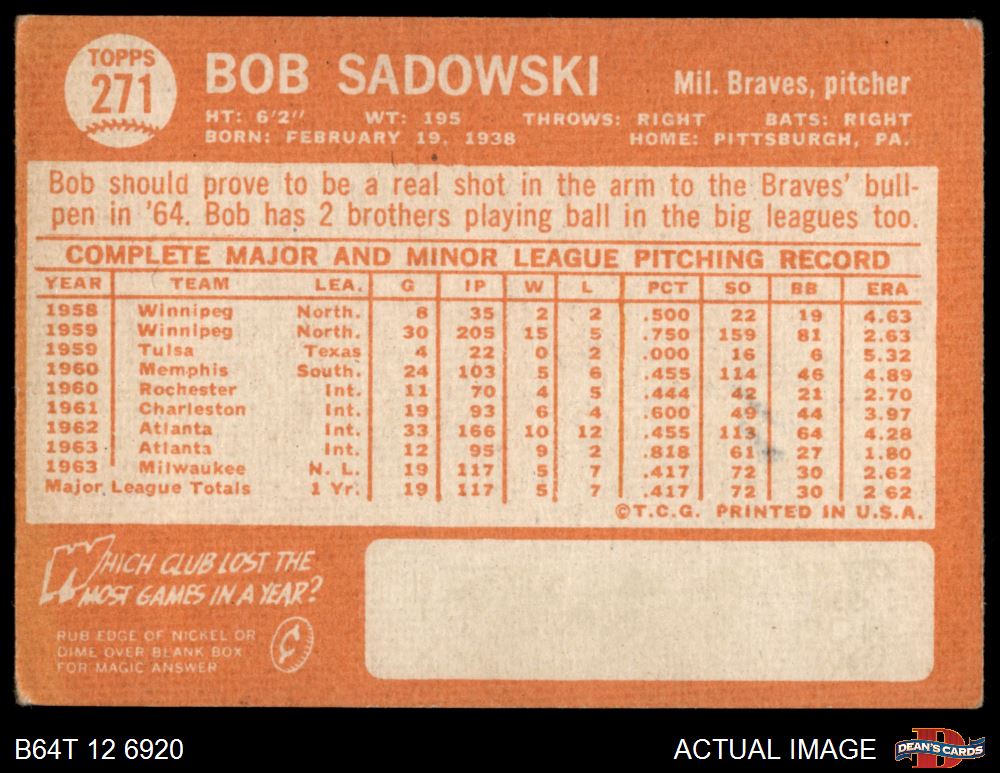 TOPPS
271
BOB SADOWSKI
Mil. Braves, pitcher
HT: 6'2" WT: 195 THROWS: RIGHT BATS: RIGHT
BORN: FEBRUARY 19, 1938 HOME: PITTSBURGH, PA.
Bob should prove to be a real shot in the arm to the Braves' bull-
pen in '64. Bob has 2 brothers playing ball in the big leagues too.
COMPLETE MAJOR AND MINOR LEAGUE PITCHING RECORD
YEAR TEAM LEA. G IP W L PCT SO BB ERA
1958 Winnipeg North. 8 35 2 2 .500 22 19 4.63
1959 Winnipeg North. 30 205 15 5 .750 159 81 2.63
1959 Tulsa Texas 4 22 0 2 .000 16 6 5.32
1960 Memphis South. 24 103 5 6 .455 114 46 4.89
1960 Rochester Int. 11 70 4 5 .444 42 21 2.70
1961 Charleston Int. 19 93 6 4 .600 49 44 3.97
1962 Atlanta Int. 33 166 10 12 .455 113 64 4.28
1963 Atlanta Int. 12 95 9 2 .818 61 27 1.80
1963 Milwaukee N. L. 19 117 5 7 .417 72 30 2.62
Major League Totals 1 Yr. 19 117 5 7 .417 72 30 2.62
©T.C.G. PRINTED IN U.S.A.
WHICH CLUB LOST THE
MOST GAMES IN A YEAR?
RUB EDGE OF NICKEL OR
DIME OVER BLANK BOX
FOR MAGIC ANSWER
B64T 12 6920
ACTUAL IMAGE
DEAN'S CARDS